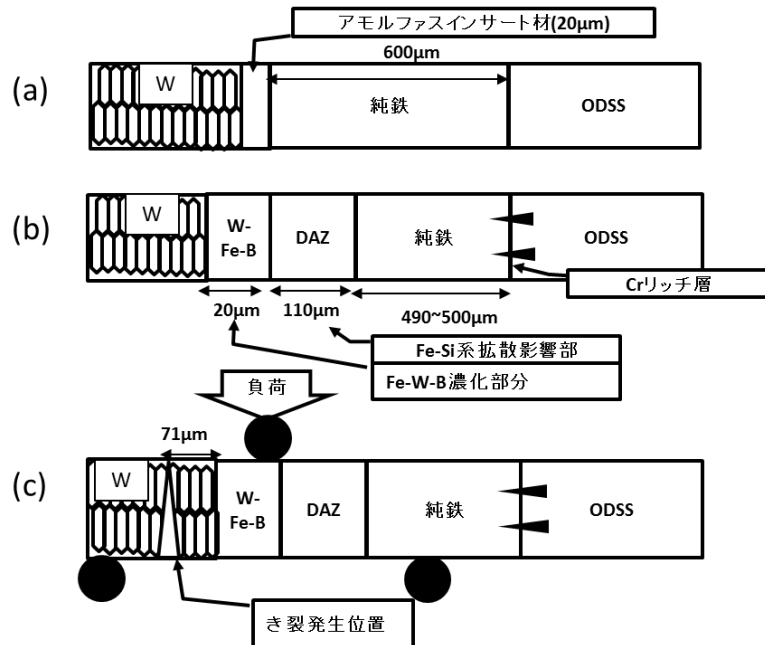 アモルファスインサート材(20μm)
600μm
(a)
W
純鉄
ODSS
(b)
W
W-
Fe-B
DAZ
純鉄
ODSS
Crリッチ層
20μm
110μm
490~500μm
Fe-Si系拡散影響部
Fe-W-B濃化部分
負荷
71μm
(c)
W
W-
Fe-B
DAZ
純鉄
ODSS
き裂発生位置